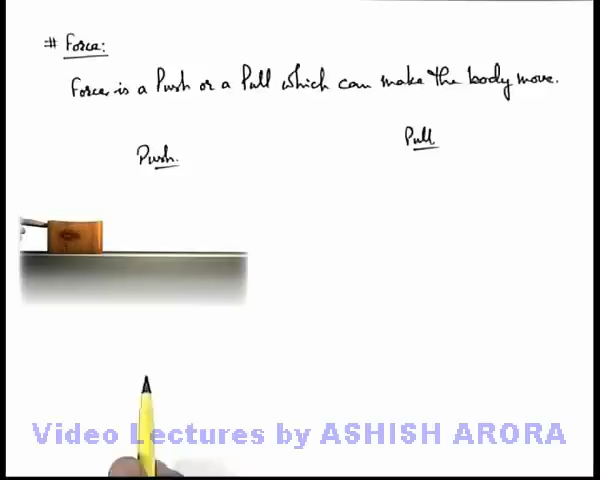 # Force:
Force is a Push or a Pull which can make the body move.
Push.
Pull
Video Lectures by ASHISH ARORA